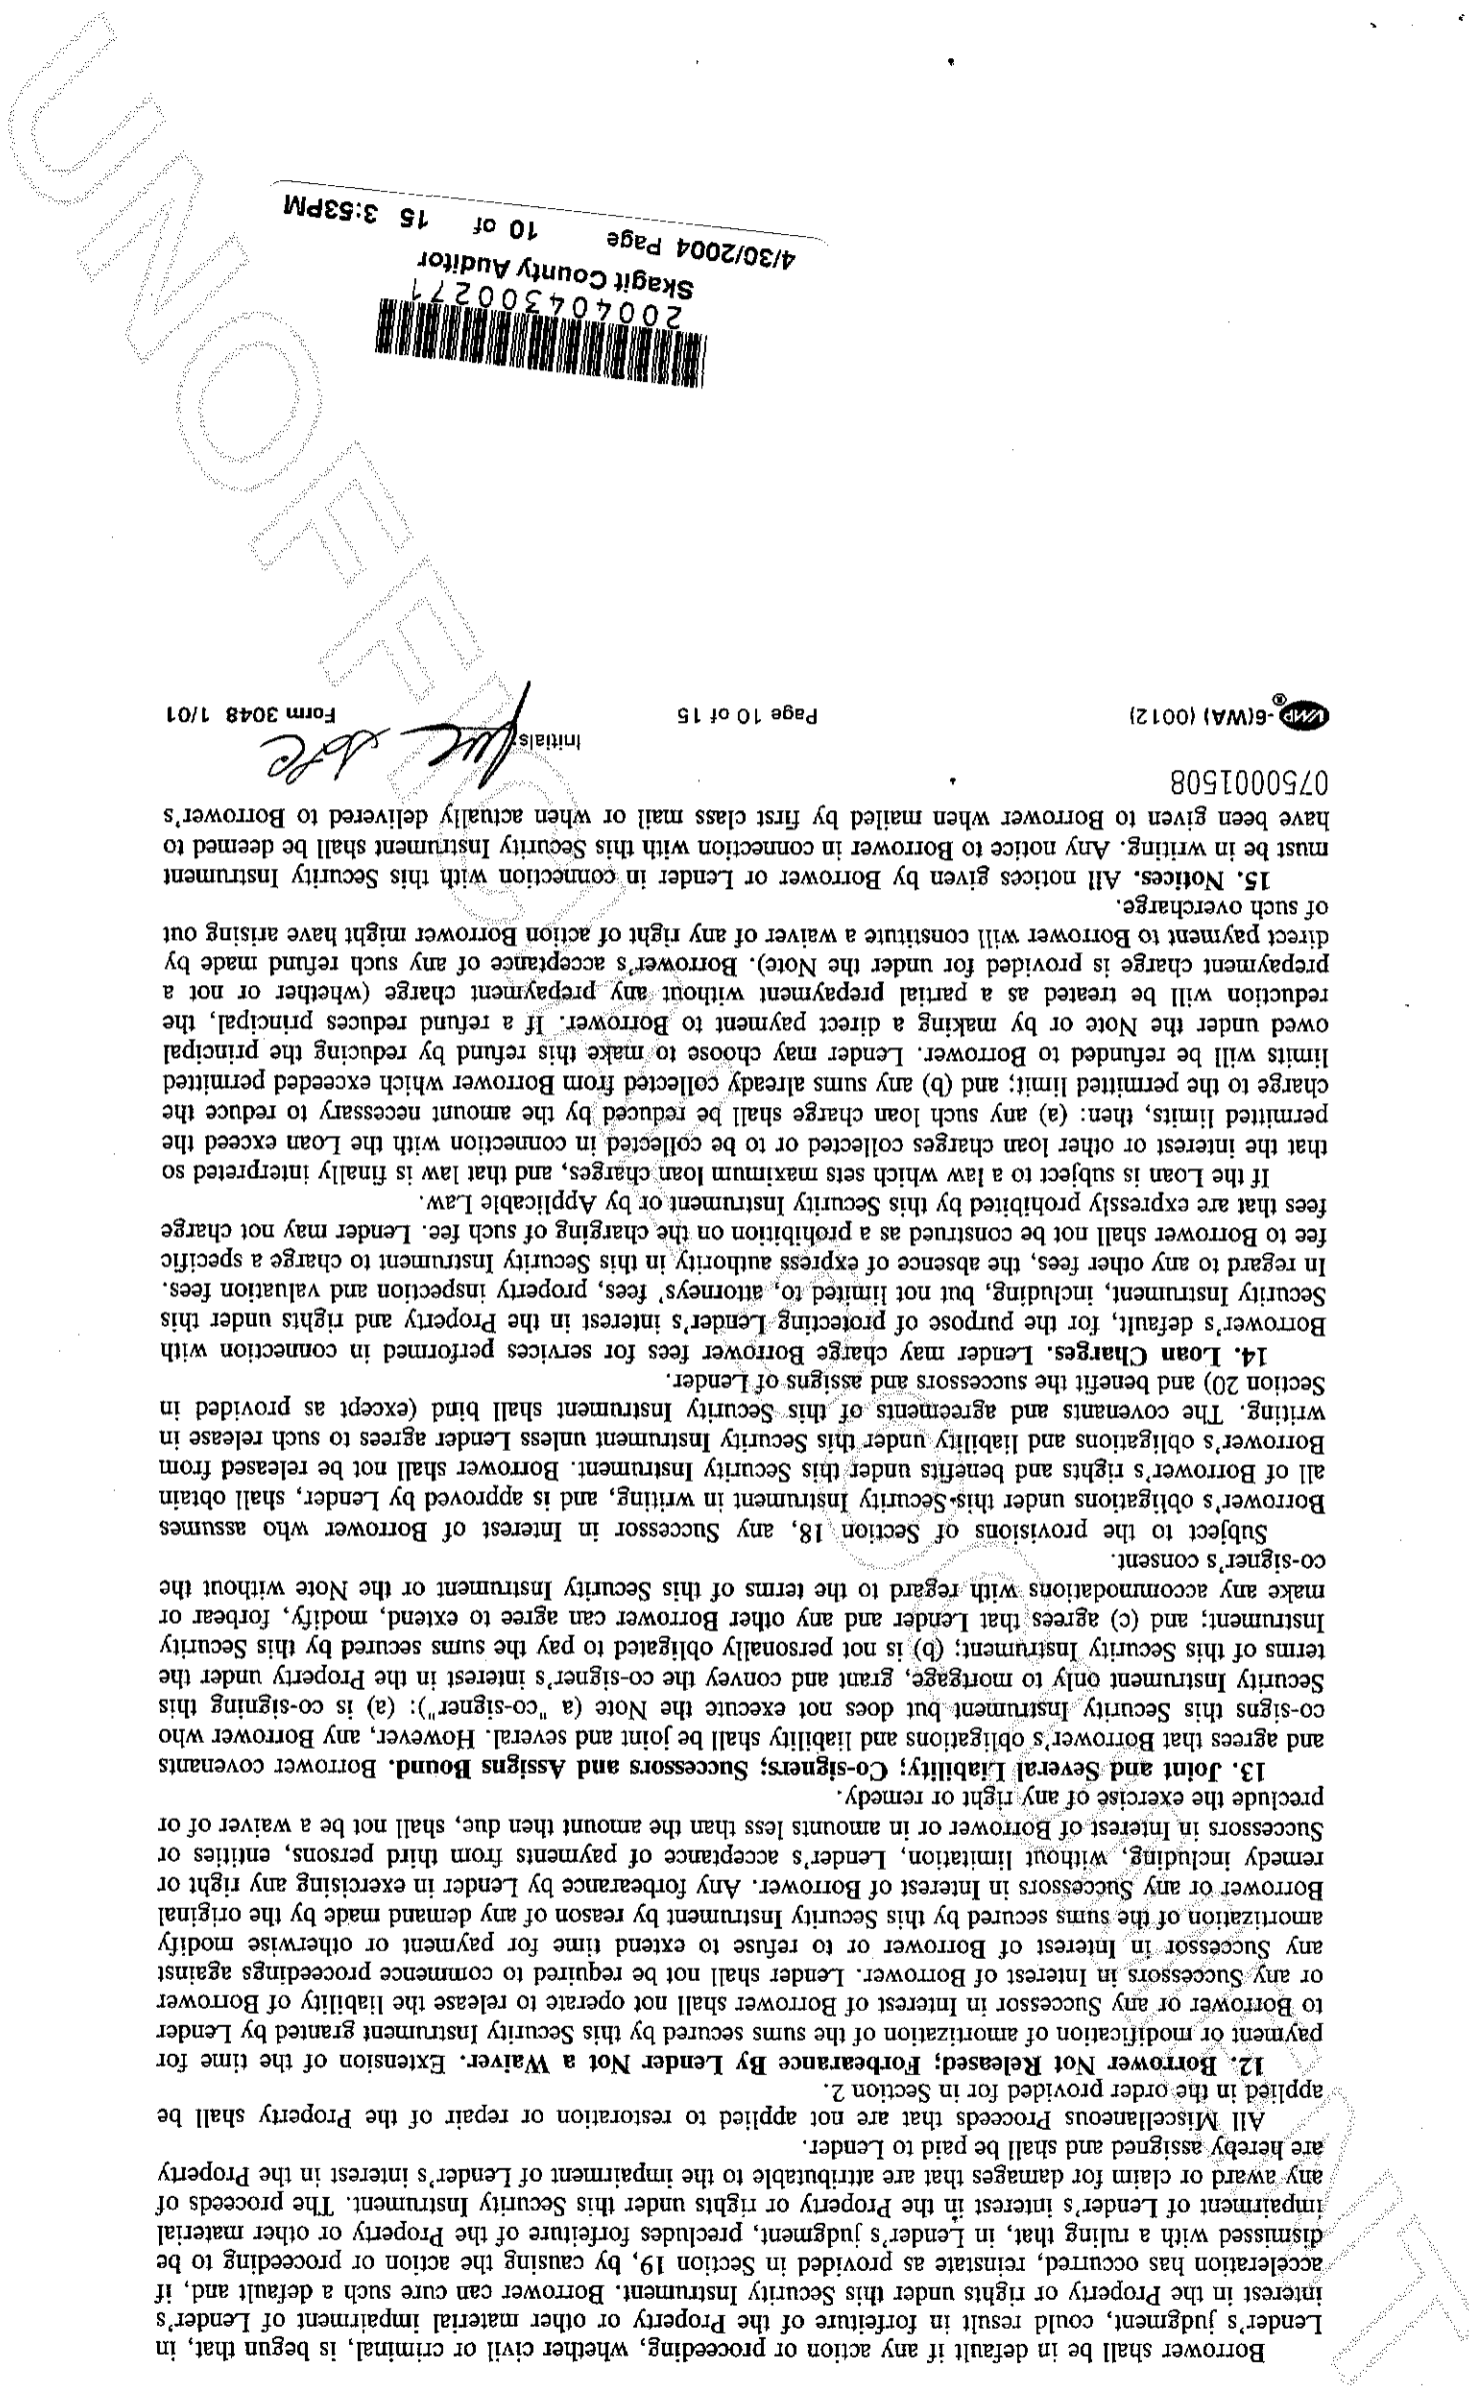 Borrower shall be in default if any action or proceeding, whether civil or criminal, is begun that, in
Lender's judgment, could result in forfeiture of the Property or other material impairment of Lender's
interest in the Property or rights under this Security Instrument. Borrower can cure such a default and, if
acceleration has occurred, reinstate as provided in Section 19, by causing the action or proceeding to be
dismissed with a ruling that, in Lender's judgment, precludes forfeiture of the Property or other material
impairment of Lender's interest in the Property or rights under this Security Instrument. The proceeds of
any award or claim for damages that are attributable to the impairment of Lender's interest in the Property
are hereby assigned and shall be paid to Lender.
All Miscellaneous Proceeds that are not applied to restoration or repair of the Property shall be
applied in the order provided for in Section 2.
12. Borrower Not Released; Forbearance By Lender Not a Waiver. Extension of the time for
payment or modification of amortization of the sums secured by this Security Instrument granted by Lender
to Borrower or any Successor in Interest of Borrower shall not operate to release the liability of Borrower
or any Successors in Interest of Borrower. Lender shall not be required to commence proceedings against
any Successor in Interest of Borrower or to refuse to extend time for payment or otherwise modify
amortization of the sums secured by this Security Instrument by reason of any demand made by the original
Borrower or any Successors in Interest of Borrower. Any forbearance by Lender in exercising any right or
remedy including, without limitation, Lender's acceptance of payments from third persons, entities or
Successors in Interest of Borrower or in amounts less than the amount then due, shall not be a waiver of or
preclude the exercise of any right or remedy.
13. Joint and Several Liability; Co-signers; Successors and Assigns Bound. Borrower covenants
and agrees that Borrower's obligations and liability shall be joint and several. However, any Borrower who
co-signs this Security Instrument but does not execute the Note (a "co-signer"): (a) is co-signing this
Security Instrument only to mortgage, grant and convey the co-signer's interest in the Property under the
terms of this Security Instrument; (b) is not personally obligated to pay the sums secured by this Security
Instrument; and (c) agrees that Lender and any other Borrower can agree to extend, modify, forbear or
make any accommodations with regard to the terms of this Security Instrument or the Note without the
co-signer's consent.
Subject to the provisions of Section 18, any Successor in Interest of Borrower who assumes
Borrower's obligations under this Security Instrument in writing, and is approved by Lender, shall obtain
all of Borrower's rights and benefits under this Security Instrument. Borrower shall not be released from
Borrower's obligations and liability under this Security Instrument unless Lender agrees to such release in
writing. The covenants and agreements of this Security Instrument shall bind (except as provided in
Section 20) and benefit the successors and assigns of Lender.
14. Loan Charges. Lender may charge Borrower fees for services performed in connection with
Borrower's default, for the purpose of protecting Lender's interest in the Property and rights under this
Security Instrument, including, but not limited to, attorneys' fees, property inspection and valuation fees.
In regard to any other fees, the absence of express authority in this Security Instrument to charge a specific
fee to Borrower shall not be construed as a prohibition on the charging of such fee. Lender may not charge
fees that are expressly prohibited by this Security Instrument or by Applicable Law.
If the Loan is subject to a law which sets maximum loan charges, and that law is finally interpreted so
that the interest or other loan charges collected or to be collected in connection with the Loan exceed the
permitted limits, then: (a) any such loan charge shall be reduced by the amount necessary to reduce the
charge to the permitted limit; and (b) any sums already collected from Borrower which exceeded permitted
limits will be refunded to Borrower. Lender may choose to make this refund by reducing the principal
owed under the Note or by making a direct payment to Borrower. If a refund reduces principal, the
reduction will be treated as a partial prepayment without any prepayment charge (whether or not a
prepayment charge is provided for under the Note). Borrower's acceptance of any such refund made by
direct payment to Borrower will constitute a waiver of any right of action Borrower might have arising out
of such overcharge.
15. Notices. All notices given by Borrower or Lender in connection with this Security Instrument
must be in writing. Any notice to Borrower in connection with this Security Instrument shall be deemed to
have been given to Borrower when mailed by first class mail or when actually delivered to Borrower's
0750001508
Initials:
VMP®-6(WA) (0012) Page 10 of 15 Form 3048 1/01
200404300271
Skagit County Auditor
4/30/2004 Page 10 of 15 3:53PM
UNOFFICIAL DOCUMENT